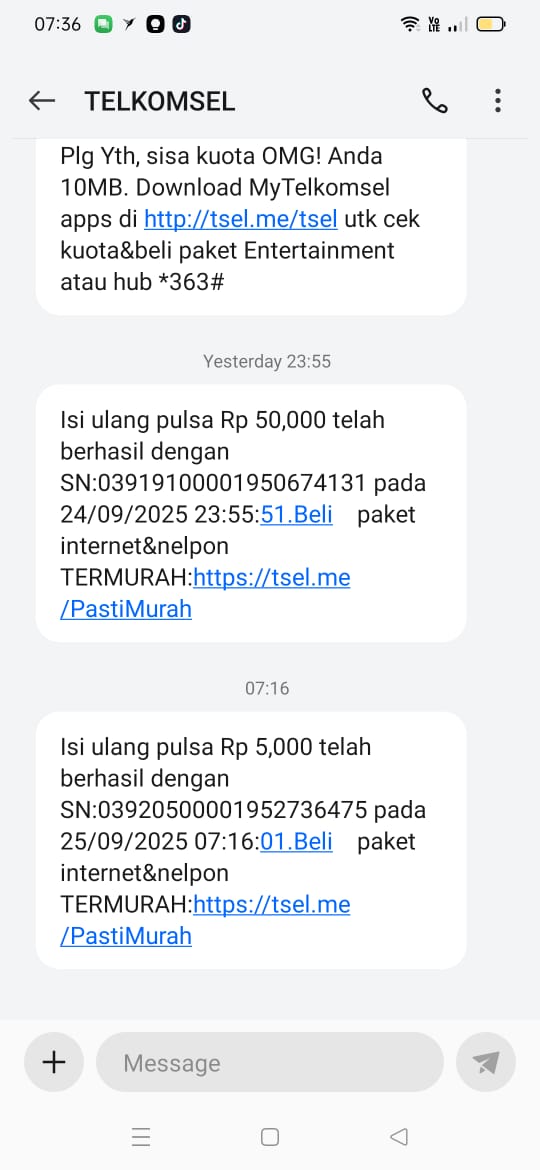 07:36
VO
LTE
TELKOMSEL
Plg Yth, sisa kuota OMG! Anda
10MB. Download MyTelkomsel
apps di http://tsel.me/tsel utk cek
kuota&beli paket Entertainment
atau hub *363#
Yesterday 23:55
Isi ulang pulsa Rp 50,000 telah
berhasil dengan
SN:03919100001950674131 pada
24/09/2025 23:55:51.Beli    paket
internet&nelpon
TERMURAH:https://tsel.me
/PastiMurah
07:16
Isi ulang pulsa Rp 5,000 telah
berhasil dengan
SN:03920500001952736475 pada
25/09/2025 07:16:01.Beli    paket
internet&nelpon
TERMURAH:https://tsel.me
/PastiMurah
Message